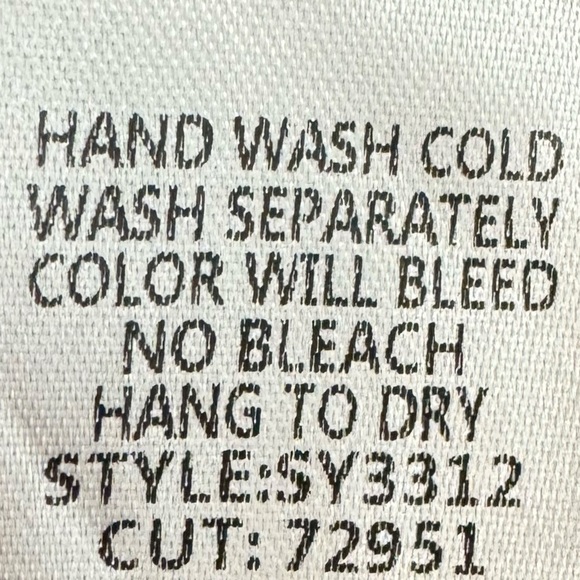 HAND WASH COLD
WASH SEPARATELY
COLOR WILL BLEED
NO BLEACH
HANG TO DRY
STYLE:SY3312
CUT: 72951